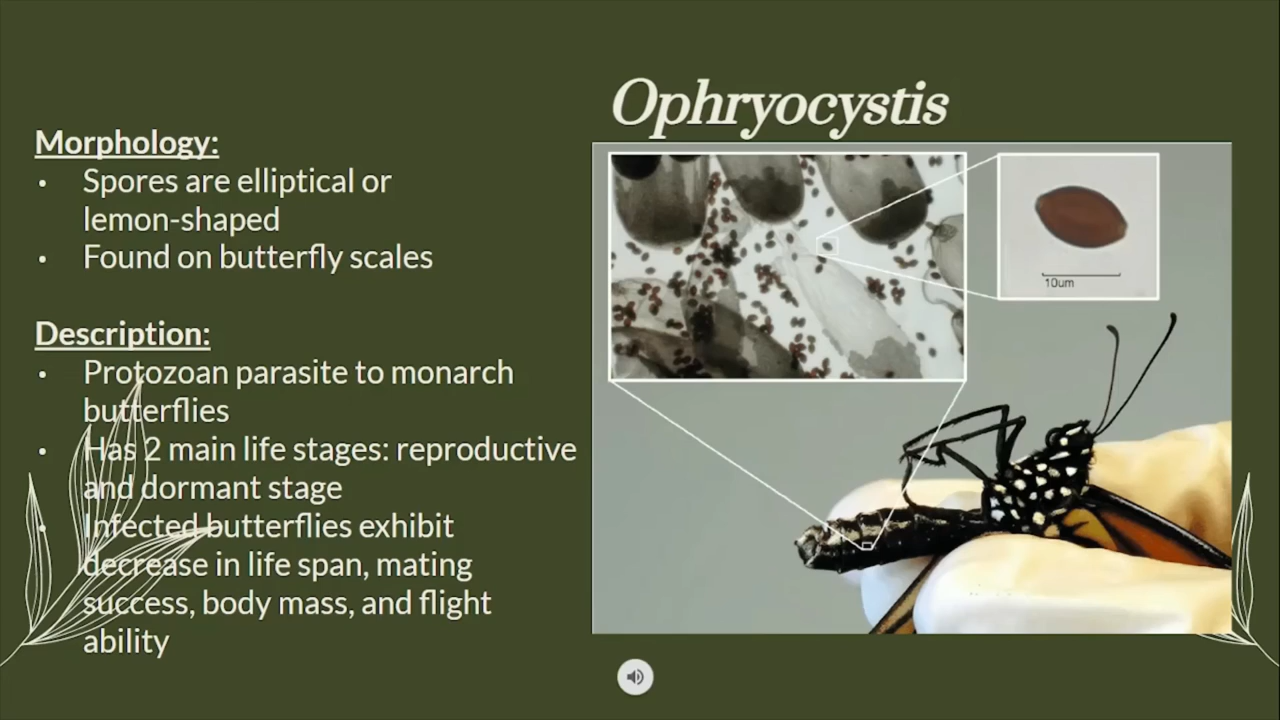 Ophryocystis
Morphology:
• Spores are elliptical or
lemon-shaped
• Found on butterfly scales
Description:
• Protozoan parasite to monarch
butterflies
• Has 2 main life stages: reproductive
and dormant stage
• Infected butterflies exhibit
decrease in life span, mating
success, body mass, and flight
ability
10um